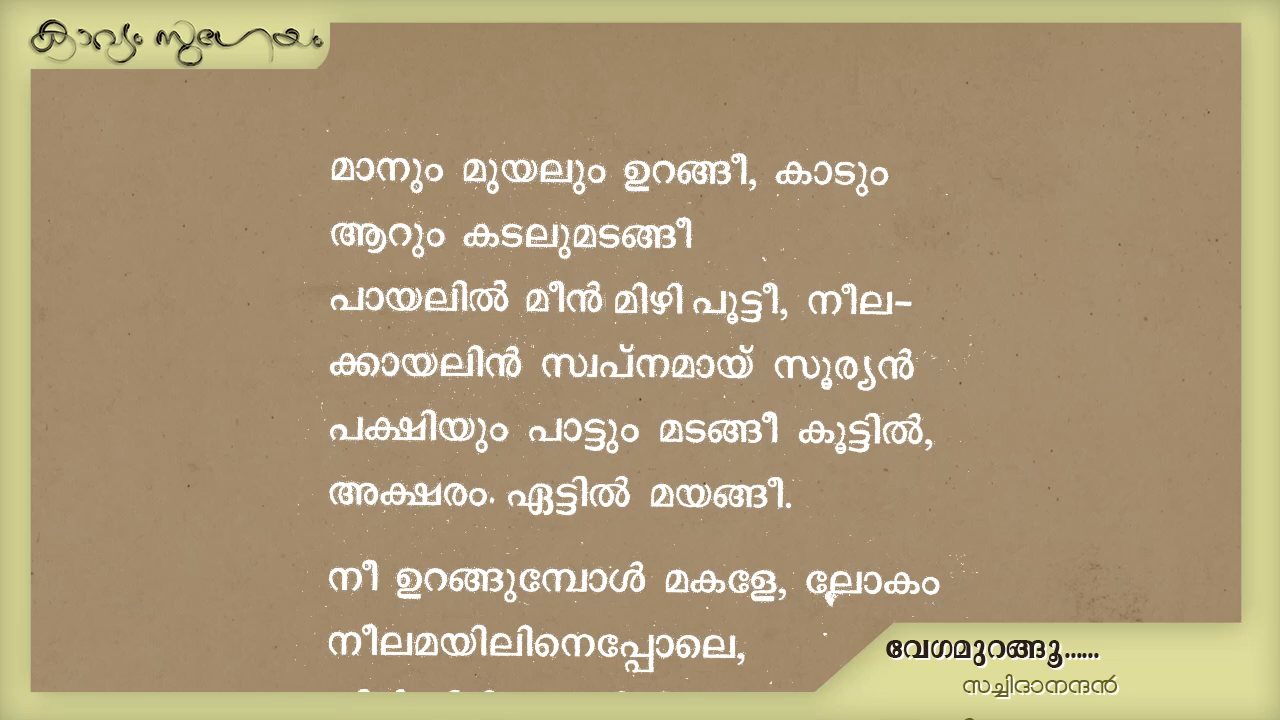 കാവ്യം സുഗേയം
മാനും മുയലും ഉറങ്ങീ, കാടും
ആറും കടലുമടങ്ങീ
പായലിൽ മീൻ മിഴി പൂട്ടീ, നീല-
ക്കായലിൻ സ്വപ്നമായ് സൂര്യൻ
പക്ഷിയും പാട്ടും മടങ്ങീ കൂട്ടിൽ,
അക്ഷരം ഏട്ടിൽ മയങ്ങീ.
നീ ഉറങ്ങുമ്പോൾ മകളേ, ലോകം
നീലമയിലിനെപ്പോലെ,
വേഗമുറങ്ങൂ......
സച്ചിദാനന്ദൻ